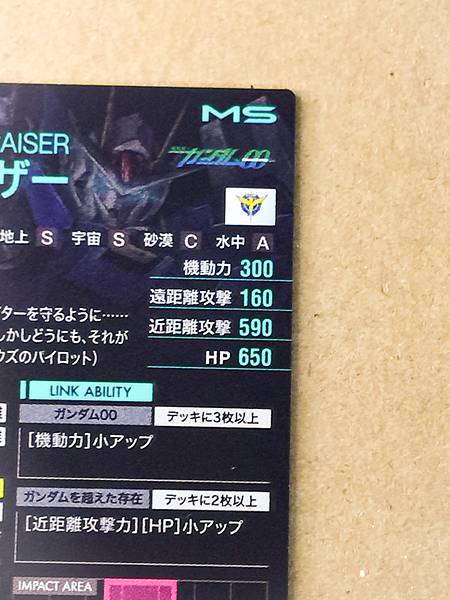 MS
RAISER
ガンダム00
ザー
地上 S 宇宙 S 砂漠 C 水中 A
機動力 300
遠距離攻撃 160
イターを守るように……
近距離攻撃 590
しかしどうにも、それが
ウズのパイロット)
HP 650
LINK ABILITY
ガンダム00 デッキに3枚以上
[機動力]小アップ
ガンダムを超えた存在 デッキに2枚以上
[近距離攻撃力][HP]小アップ
IMPACT AREA